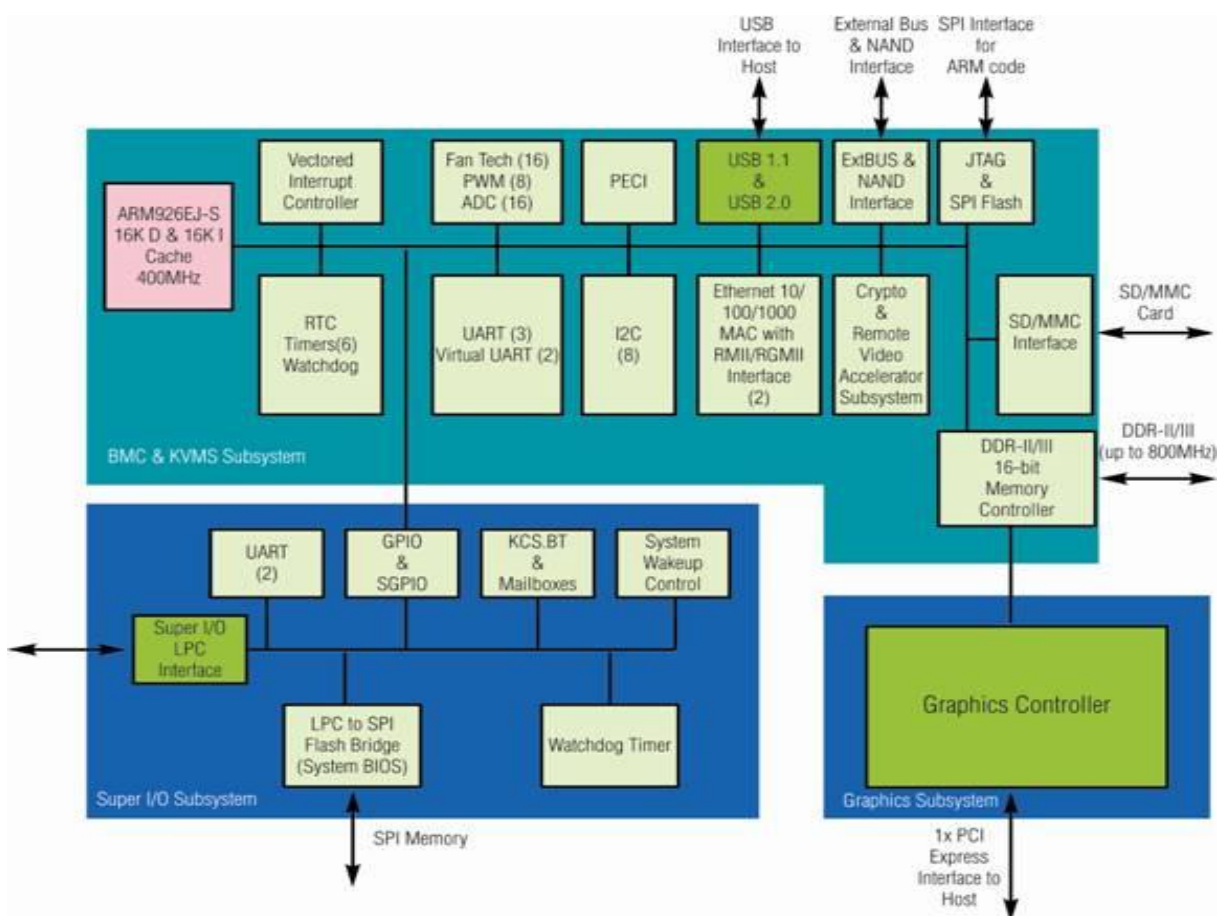 USB
Interface to
Host
External Bus
& NAND
Interface
SPI Interface
for
ARM code
Vectored
Interrupt
Controller
Fan Tech (16)
PWM (8)
ADC (16)
PECI
USB 1.1
&
USB 2.0
ExtBUS &
NAND
Interface
JTAG
&
SPI Flash
ARM926EJ-S
16K D & 16K I
Cache
400MHz
RTC
Timers(6)
Watchdog
UART (3)
Virtual UART (2)
I2C
(8)
Ethernet 10/
100/1000
MAC with
RMII/RGMII
Interface
(2)
Crypto
&
Remote
Video
Accelerator
Subsystem
SD/MMC
Interface
SD/MMC
Card
BMC & KVMS Subsystem
DDR-II/III
16-bit
Memory
Controller
DDR-II/III
(up to 800MHz)
UART
(2)
GPIO
&
SGPIO
KCS.BT
&
Mailboxes
System
Wakeup
Control
Super I/O
LPC
Interface
LPC to SPI
Flash Bridge
(System BIOS)
Watchdog Timer
Super I/O Subsystem
SPI Memory
Graphics Controller
Graphics Subsystem
1x PCI
Express
Interface to
Host